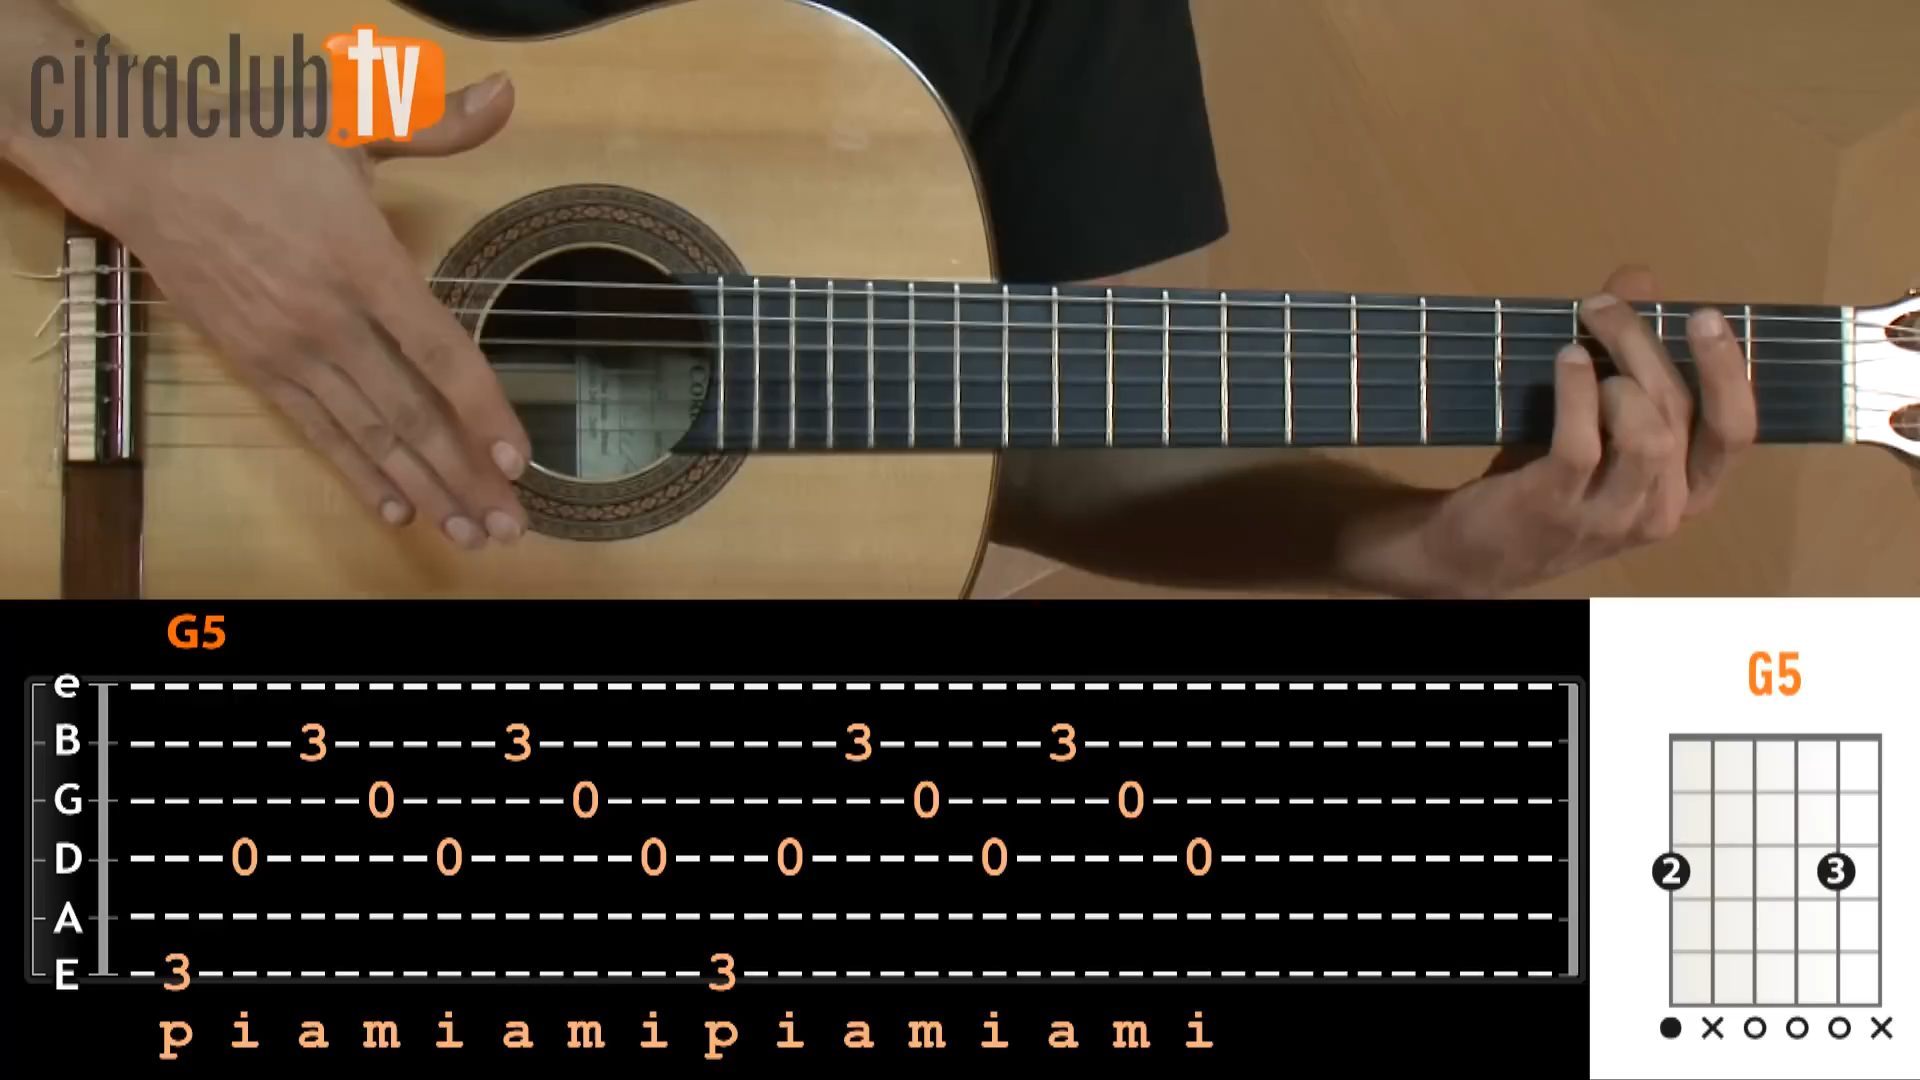 cifraclub.tv
G5
e
B 3 3 3 3
G 0 0 0 0
D 0 0 0 0 0 0
A
E 3 3
p i a m i a m i p i a m i a m i
G5
2 3
● x o o o x